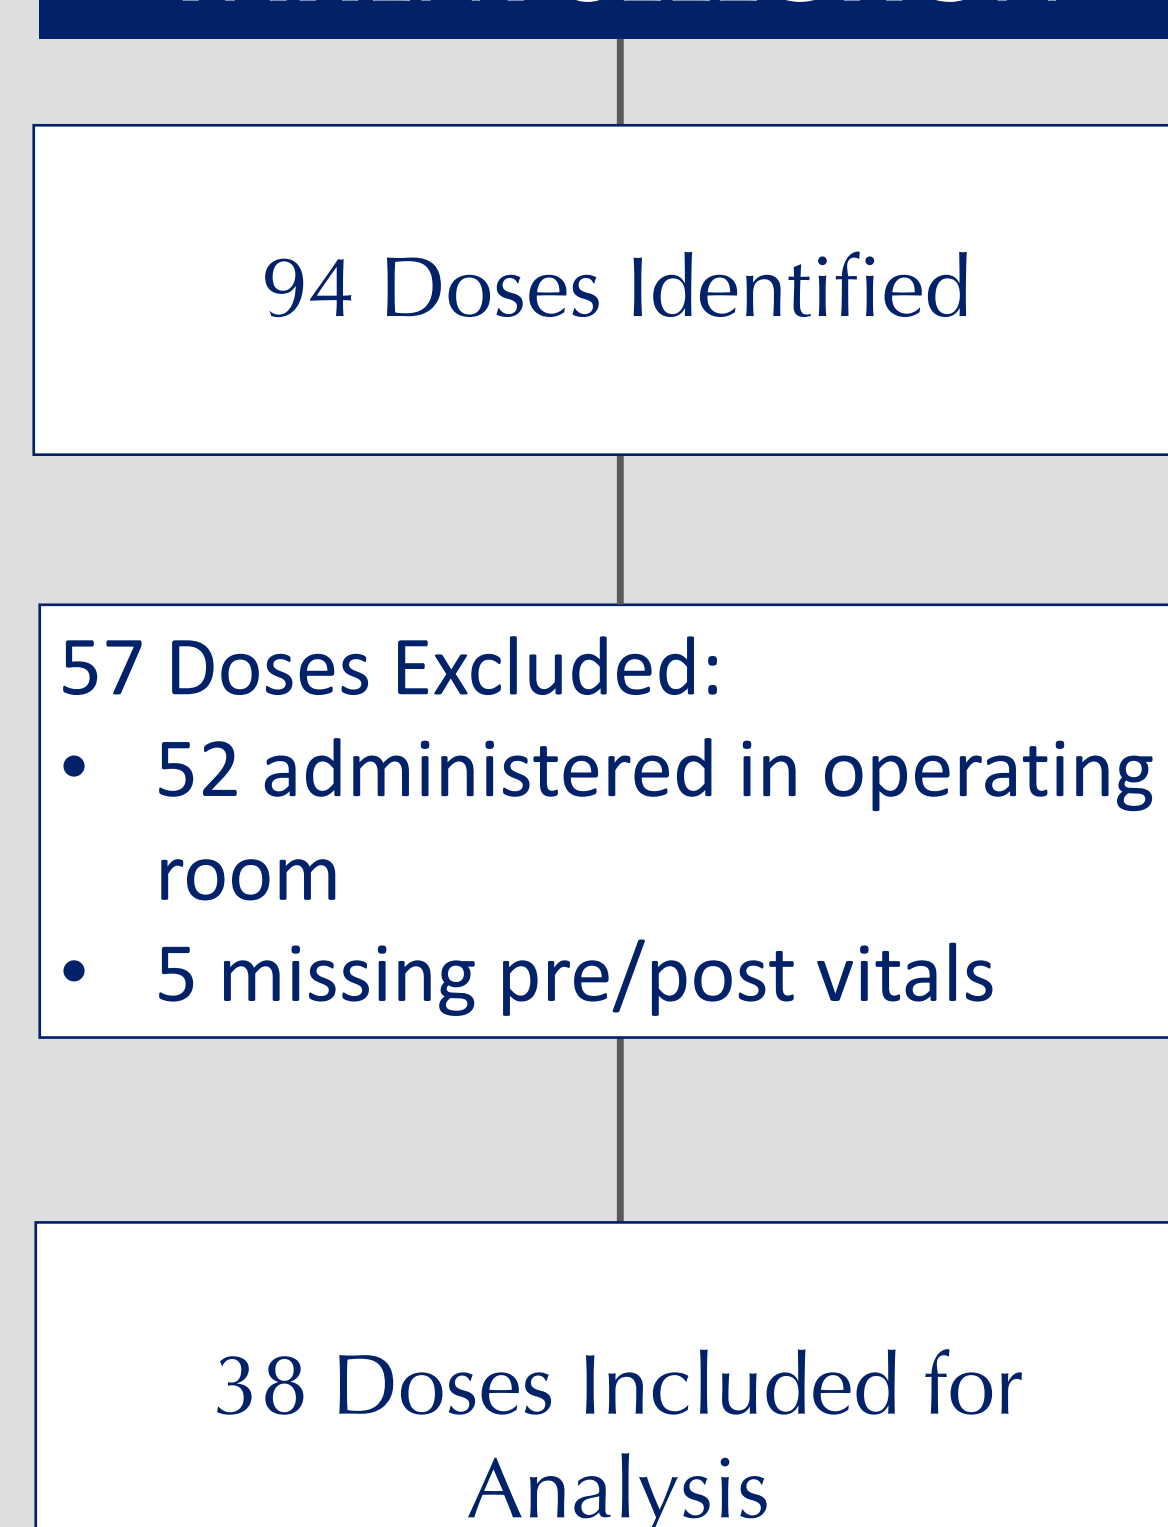 94 Doses Identified
57 Doses Excluded:
• 52 administered in operating
room
• 5 missing pre/post vitals
38 Doses Included for
Analysis